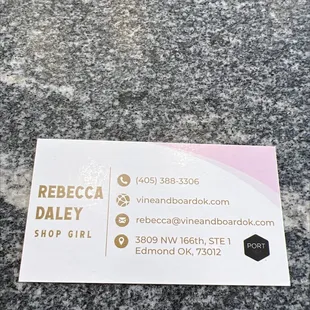 REBECCA
DALEY
SHOP GIRL
(405) 388-3306
vineandboardok.com
rebecca@vineandboardok.com
3809 NW 166th, STE 1
Edmond OK, 73012
PORT